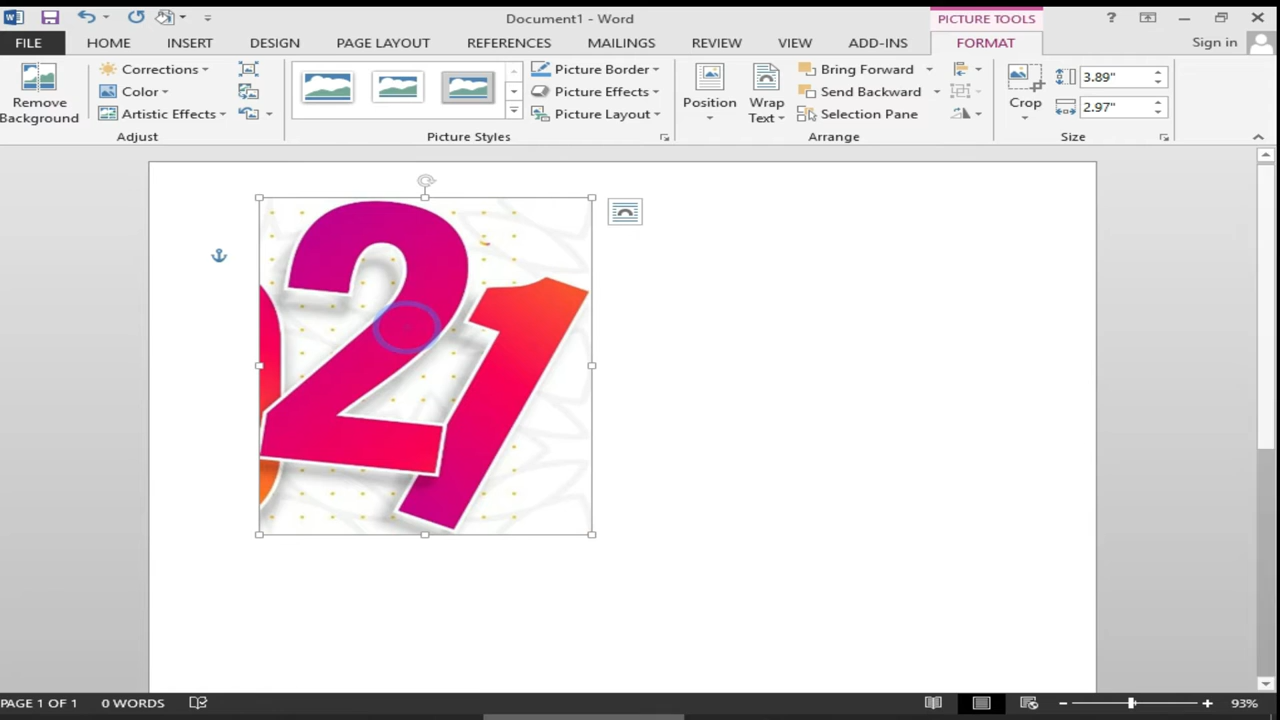 Document1 - Word
PICTURE TOOLS
?
FILE
HOME
INSERT
DESIGN
PAGE LAYOUT
REFERENCES
MAILINGS
REVIEW
VIEW
ADD-INS
FORMAT
Sign in
Remove
Background
Corrections
Color
Artistic Effects
Adjust
Picture Border
Picture Effects
Picture Layout
Picture Styles
Position
Wrap
Text
Bring Forward
Send Backward
Selection Pane
Arrange
Crop
3.89"
2.97"
Size
21
PAGE 1 OF 1
0 WORDS
93%